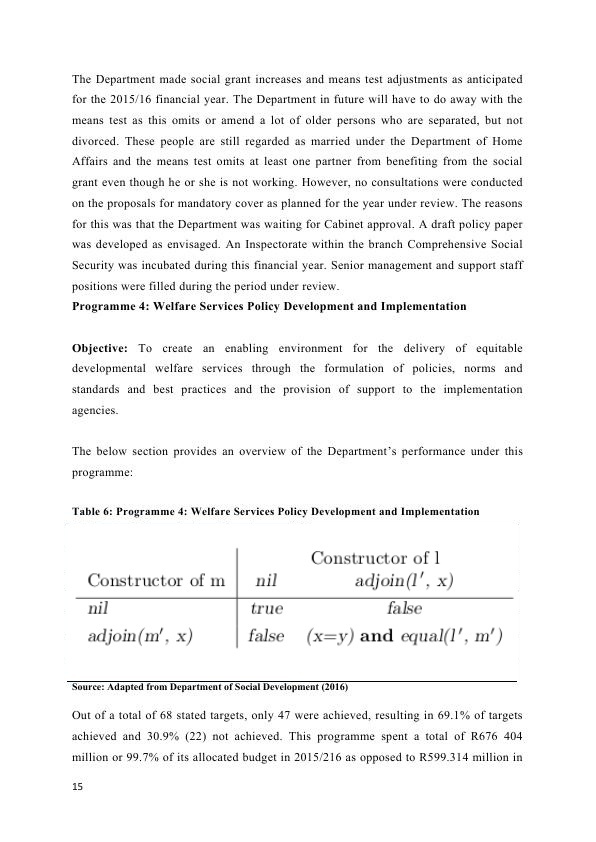 The Department made social grant increases and means test adjustments as anticipated
for the 2015/16 financial year. The Department in future will have to do away with the
means test as this omits or amend a lot of older persons who are separated, but not
divorced. These people are still regarded as married under the Department of Home
Affairs and the means test omits at least one partner from benefiting from the social
grant even though he or she is not working. However, no consultations were conducted
on the proposals for mandatory cover as planned for the year under review. The reasons
for this was that the Department was waiting for Cabinet approval. A draft policy paper
was developed as envisaged. An Inspectorate within the branch Comprehensive Social
Security was incubated during this financial year. Senior management and support staff
positions were filled during the period under review.
Programme 4: Welfare Services Policy Development and Implementation
Objective: To create an enabling environment for the delivery of equitable
developmental welfare services through the formulation of policies, norms and
standards and best practices and the provision of support to the implementation
agencies.
The below section provides an overview of the Department’s performance under this
programme:
Table 6: Programme 4: Welfare Services Policy Development and Implementation
Constructor of l
Constructor of m nil adjoin(l′, x)
nil true false
adjoin(m′, x) false (x=y) and equal(l′, m′)
Source: Adapted from Department of Social Development (2016)
Out of a total of 68 stated targets, only 47 were achieved, resulting in 69.1% of targets
achieved and 30.9% (22) not achieved. This programme spent a total of R676 404
million or 99.7% of its allocated budget in 2015/216 as opposed to R599.314 million in
15